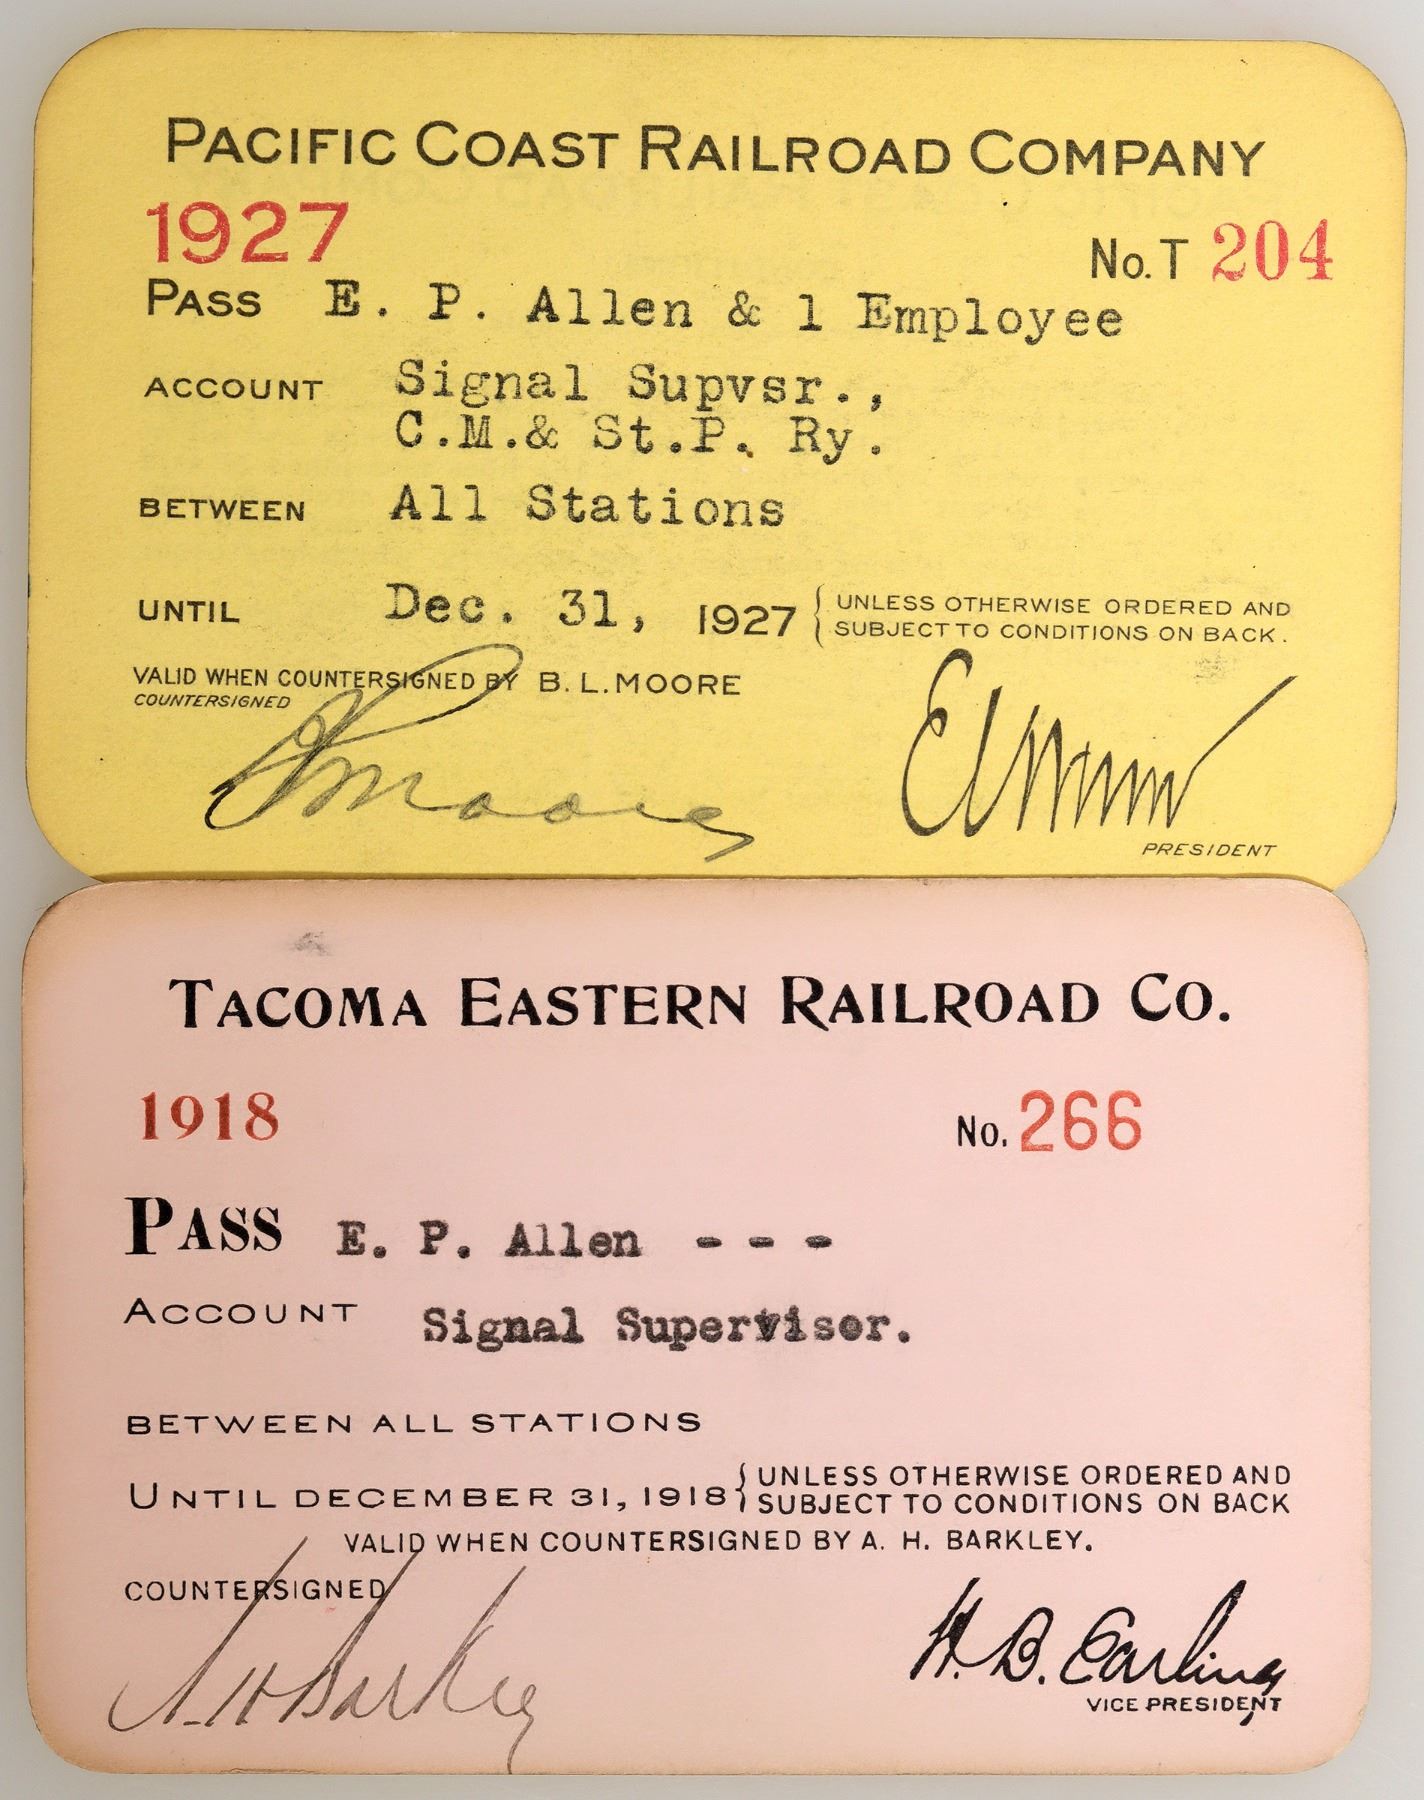 PACIFIC COAST RAILROAD COMPANY
1927
No. T 204
PASS E. P. Allen & 1 Employee
ACCOUNT Signal Supvsr.,
C.M.& St.P. Ry.
BETWEEN All Stations
UNTIL Dec. 31, 1927 { UNLESS OTHERWISE ORDERED AND
SUBJECT TO CONDITIONS ON BACK.
VALID WHEN COUNTERSIGNED BY B. L. MOORE
COUNTERSIGNED
Moore
PRESIDENT
TACOMA EASTERN RAILROAD CO.
1918
No. 266
PASS E. P. Allen - - -
ACCOUNT Signal Supervisor.
BETWEEN ALL STATIONS
UNTIL DECEMBER 31, 1918 { UNLESS OTHERWISE ORDERED AND
SUBJECT TO CONDITIONS ON BACK
VALID WHEN COUNTERSIGNED BY A. H. BARKLEY.
COUNTERSIGNED
A. H. Barkley
H. B. Earling
VICE PRESIDENT